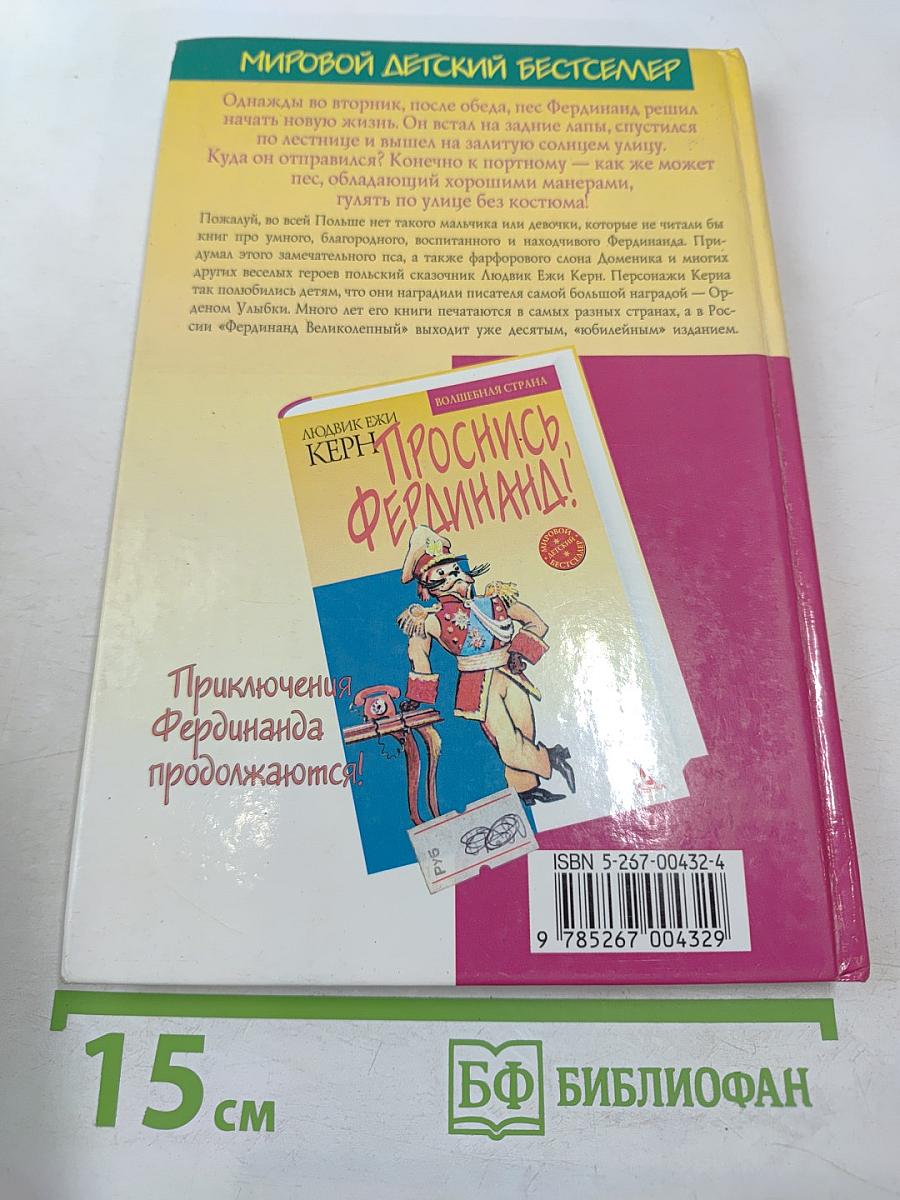 МИРОВОЙ ДЕТСКИЙ БЕСТСЕЛЛЕР
Однажды во вторник, после обеда, пес Фердинанд решил
начать новую жизнь. Он встал на задние лапы, спустился
по лестнице и вышел на залитую солнцем улицу.
Куда он отправился? Конечно к портному — как же может
пес, обладающий хорошими манерами,
гулять по улице без костюма!
Пожалуй, во всей Польше нет такого мальчика или девочки, которые не читали бы
книг про умного, благородного, воспитанного и находчивого Фердинанда. При-
думал этого замечательного пса, а также фарфорового слона Доменика и многих
других веселых героев польский сказочник Людвик Ежи Керн. Персонажи Керна
так полюбились детям, что они наградили писателя самой большой наградой — Ор-
деном Улыбки. Много лет его книги печатаются в самых разных странах, а в Рос-
сии «Фердинанд Великолепный» выходит уже десятым, «юбилейным» изданием.
ВОЛШЕБНАЯ СТРАНА
ЛЮДВИК ЕЖИ
КЕРН
ПРОСНИСЬ,
ФЕРДИНАНД!
МИРОВОЙ
ДЕТСКИЙ
БЕСТСЕЛЛЕР
Приключения
Фердинанда
продолжаются!
РУБ
ISBN 5-267-00432-4
9 785267 004329
15 см
БФ БИБЛИОФАН